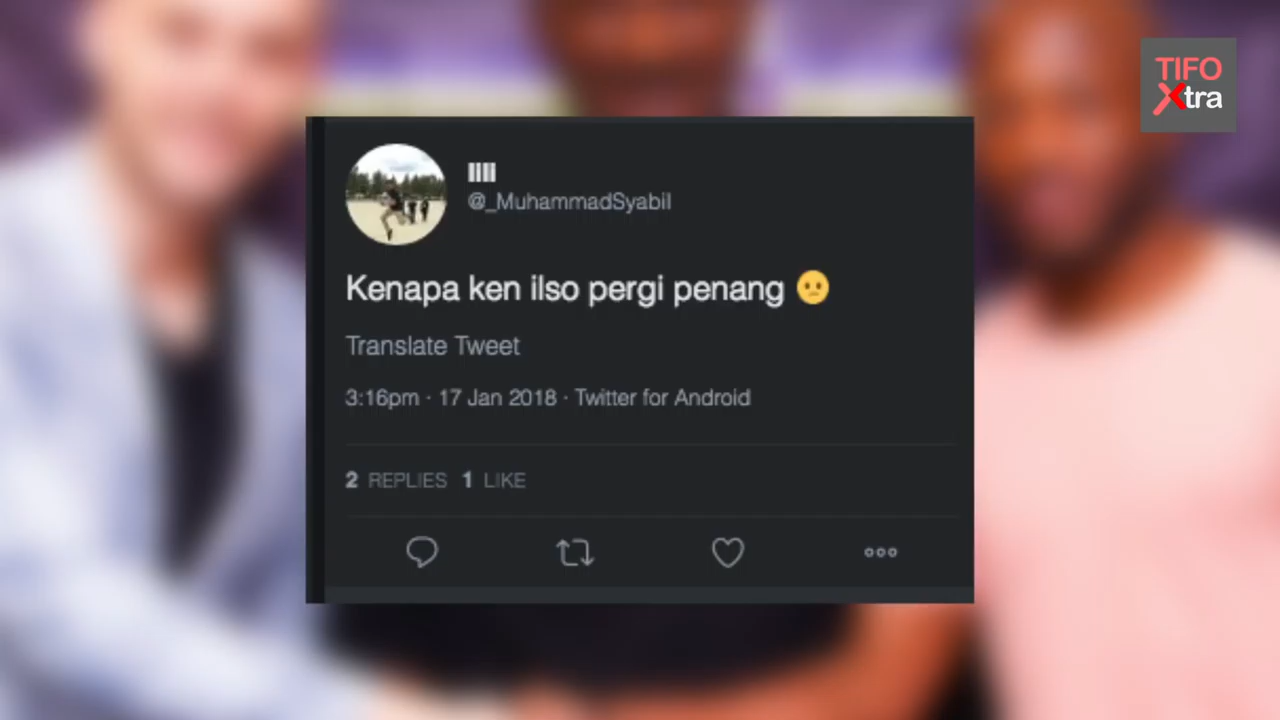 TIFO
Xtra
@_MuhammadSyabil
Kenapa ken ilso pergi penang 😐
Translate Tweet
3:16pm · 17 Jan 2018 · Twitter for Android
2 REPLIES 1 LIKE